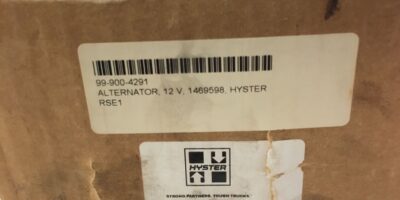 99-900-4291
ALTERNATOR, 12 V, 1469598, HYSTER
RSE1
HYSTER
STRONG PARTNERS. TOUGH TRUCKS.